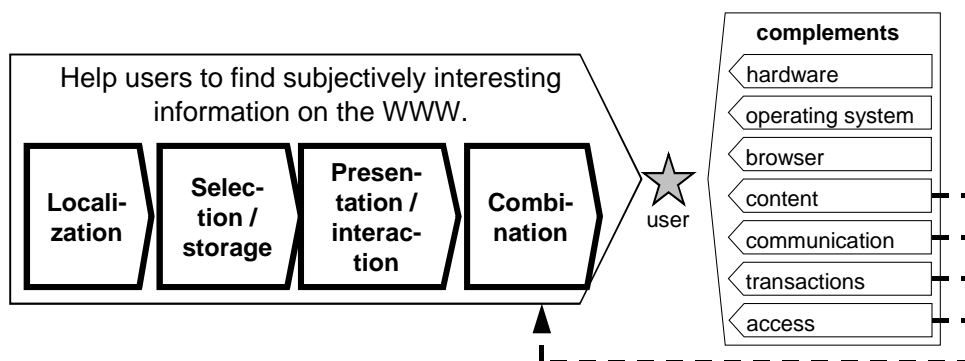 Help users to find subjectively interesting
information on the WWW.
Locali-
zation
Selec-
tion /
storage
Presen-
tation /
interac-
tion
Combi-
nation
user
complements
hardware
operating system
browser
content
communication
transactions
access